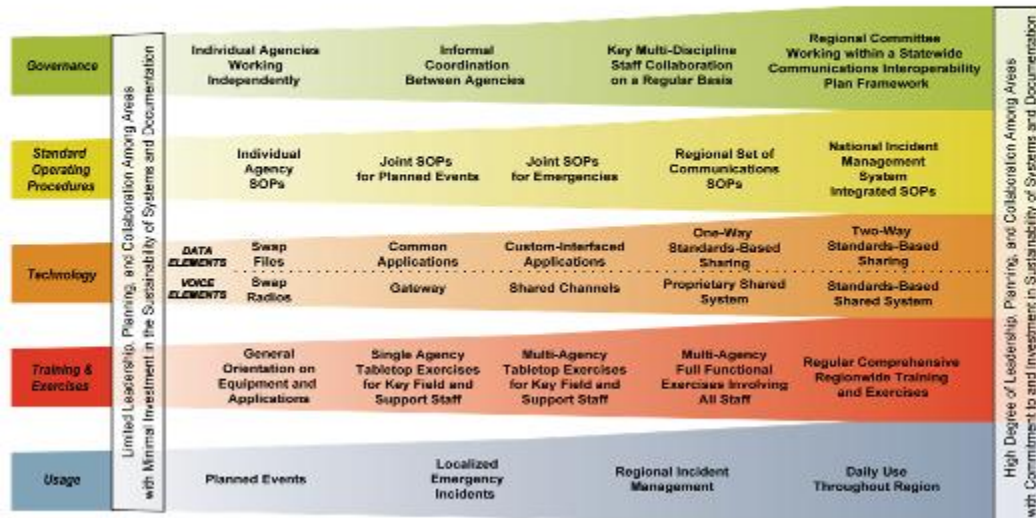 Governance
Limited Leadership, Planning, and Collaboration Among Areas
with Minimal Investment in the Sustainability of Systems and Documentation
Individual Agencies
Working
Independently
Informal
Coordination
Between Agencies
Key Multi-Discipline
Staff Collaboration
on a Regular Basis
Regional Committee
Working within a Statewide
Communications Interoperability
Plan Framework
High Degree of Leadership, Planning, and Collaboration Among Areas
with Commitment to and Investment in Sustainability of Systems and Documentation
Standard
Operating
Procedures
Individual
Agency
SOPs
Joint SOPs
for Planned Events
Joint SOPs
for Emergencies
Regional Set of
Communications
SOPs
National Incident
Management
System
Integrated SOPs
Technology
DATA
ELEMENTS
Swap
Files
Common
Applications
Custom-Interfaced
Applications
One-Way
Standards-Based
Sharing
Two-Way
Standards-Based
Sharing
VOICE
ELEMENTS
Swap
Radios
Gateway
Shared Channels
Proprietary Shared
System
Standards-Based
Shared System
Training &
Exercises
General
Orientation on
Equipment and
Applications
Single Agency
Tabletop Exercises
for Key Field and
Support Staff
Multi-Agency
Tabletop Exercises
for Key Field and
Support Staff
Multi-Agency
Full Functional
Exercises Involving
All Staff
Regular Comprehensive
Regionwide Training
and Exercises
Usage
Planned Events
Localized
Emergency
Incidents
Regional Incident
Management
Daily Use
Throughout Region